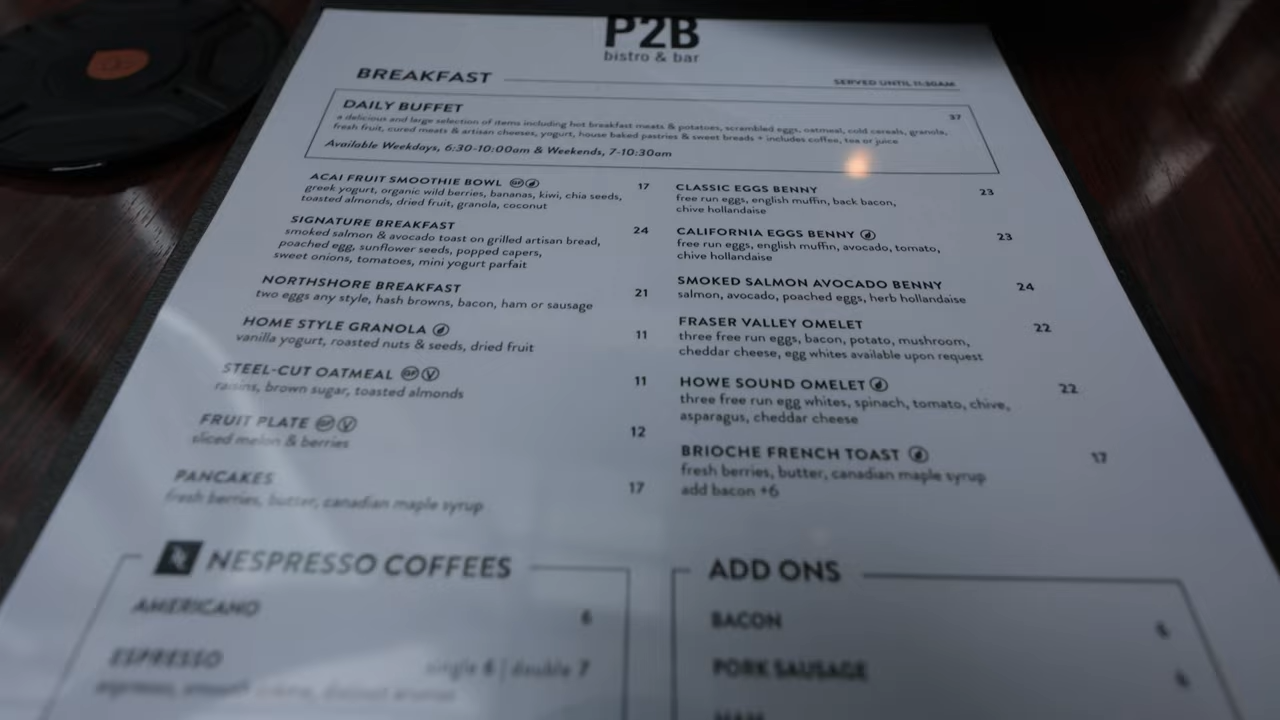 P2B
bistro & bar
BREAKFAST
SERVED UNTIL 11:30AM
DAILY BUFFET 37
a delicious and large selection of items including hot breakfast meats & potatoes, scrambled eggs, oatmeal, cold cereals, granola,
fresh fruit, cured meats & artisan cheeses, yogurt, house baked pastries & sweet breads + includes coffee, tea or juice
Available Weekdays, 6:30-10:00am & Weekends, 7-10:30am
ACAI FRUIT SMOOTHIE BOWL GF 17
greek yogurt, organic wild berries, bananas, kiwi, chia seeds,
toasted almonds, dried fruit, granola, coconut
SIGNATURE BREAKFAST 24
smoked salmon & avocado toast on grilled artisan bread,
poached egg, sunflower seeds, popped capers,
sweet onions, tomatoes, mini yogurt parfait
NORTHSHORE BREAKFAST 21
two eggs any style, hash browns, bacon, ham or sausage
HOME STYLE GRANOLA 11
vanilla yogurt, roasted nuts & seeds, dried fruit
STEEL-CUT OATMEAL GF V 11
raisins, brown sugar, toasted almonds
FRUIT PLATE GF V 12
sliced melon & berries
PANCAKES 17
fresh berries, butter, canadian maple syrup
CLASSIC EGGS BENNY 23
free run eggs, english muffin, back bacon,
chive hollandaise
CALIFORNIA EGGS BENNY 23
free run eggs, english muffin, avocado, tomato,
chive hollandaise
SMOKED SALMON AVOCADO BENNY 24
salmon, avocado, poached eggs, herb hollandaise
FRASER VALLEY OMELET 22
three free run eggs, bacon, potato, mushroom,
cheddar cheese, egg whites available upon request
HOWE SOUND OMELET 22
three free run egg whites, spinach, tomato, chive,
asparagus, cheddar cheese
BRIOCHE FRENCH TOAST 17
fresh berries, butter, canadian maple syrup
add bacon +6
NESPRESSO COFFEES
AMERICANO 6
ESPRESSO single 6 | double 7
ADD ONS
BACON 6
PORK SAUSAGE 6
HAM